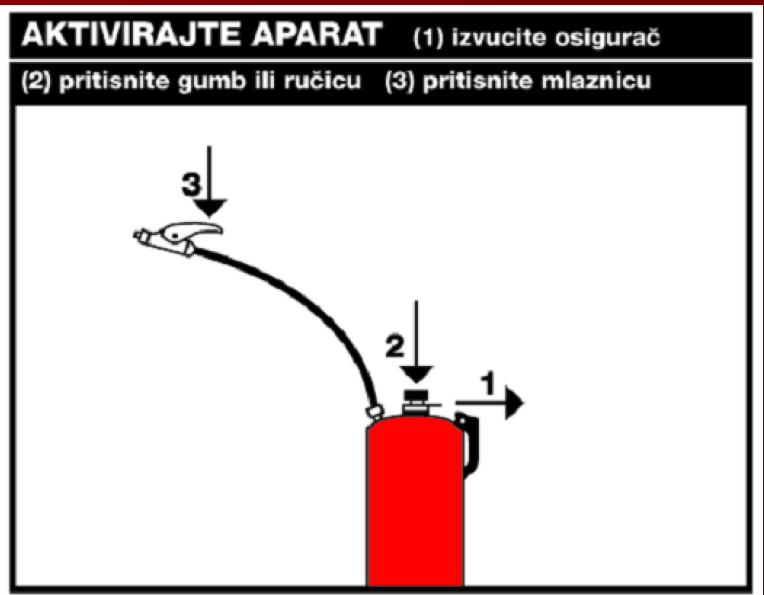 AKTIVIRAJTE APARAT (1) izvucite osigurač
(2) pritisnite gumb ili ručicu (3) pritisnite mlaznicu
3
2
1